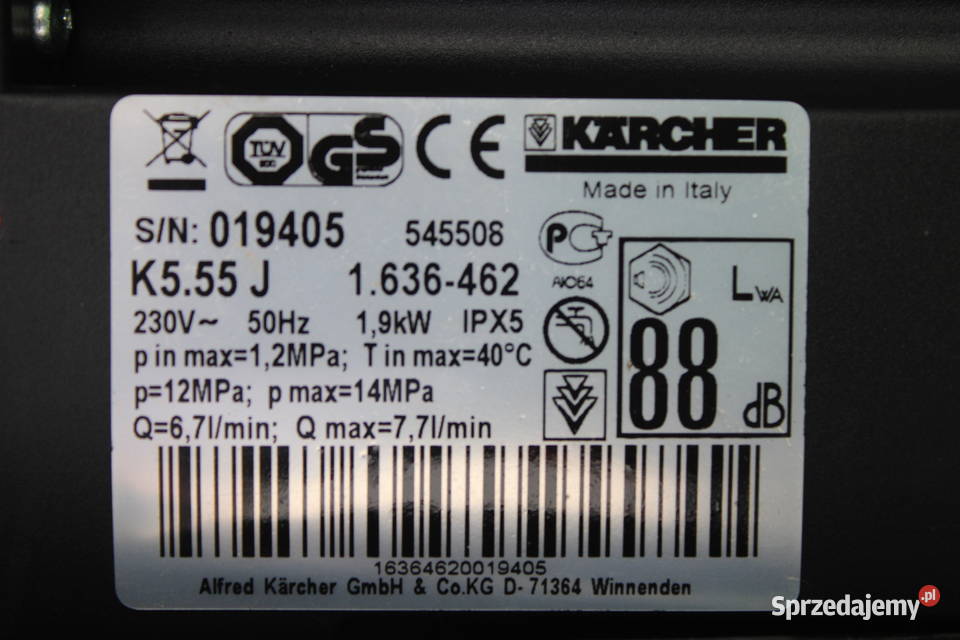 TÜV GS CE KÄRCHER
Made in Italy
S/N: 019405 545508
K5.55 J 1.636-462
АЮ64
230V~ 50Hz 1,9kW IPX5
p in max=1,2MPa; T in max=40°C
p=12MPa; p max=14MPa
Q=6,7l/min; Q max=7,7l/min
LWA
88
dB
16364620019405
Alfred Kärcher GmbH & Co.KG D- 71364 Winnenden
Sprzedajemy.pl